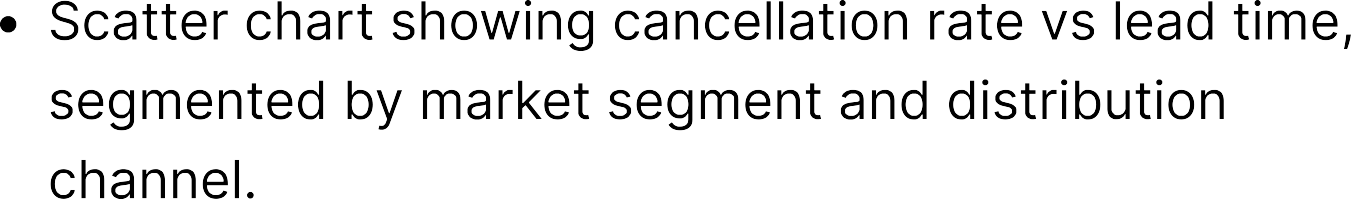 • Scatter chart showing cancellation rate vs lead time,
segmented by market segment and distribution
channel.